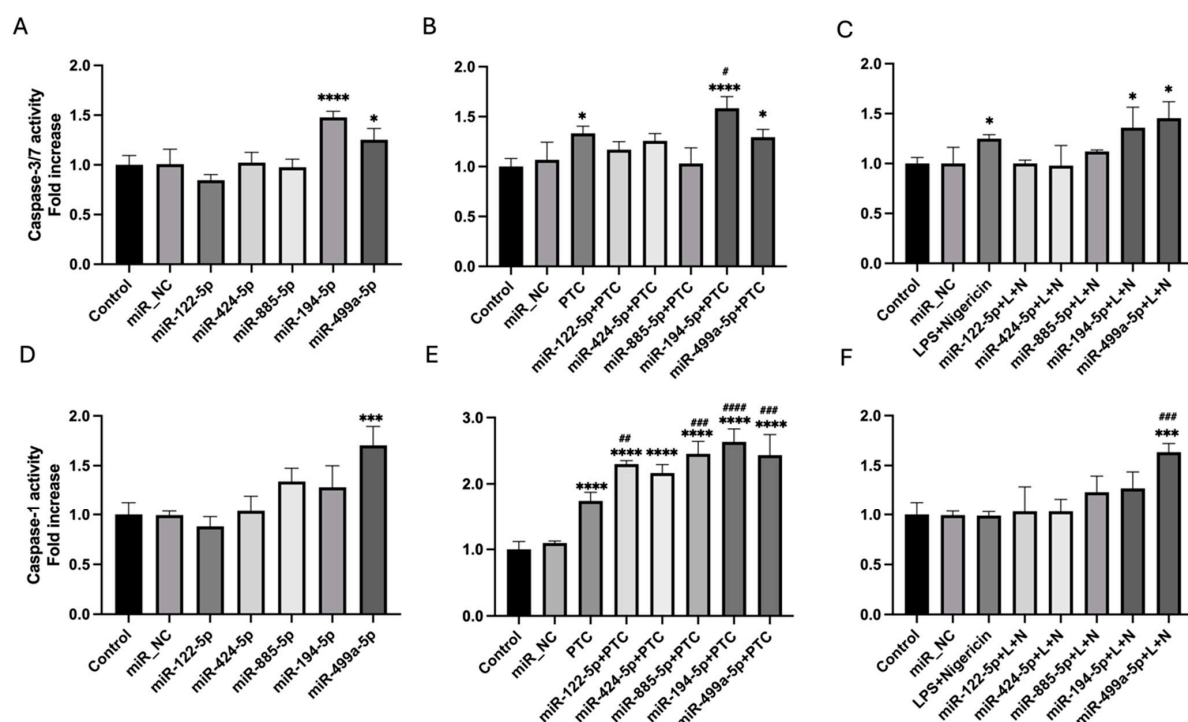 A
Caspase-3/7 activity
Fold increase
2.0
1.5
1.0
0.5
0.0
****
*
Control
miR_NC
miR-122-5p
miR-424-5p
miR-885-5p
miR-194-5p
miR-499a-5p
B
2.0
1.5
1.0
0.5
0.0
*
#
****
*
Control
miR_NC
PTC
miR-122-5p+PTC
miR-424-5p+PTC
miR-885-5p+PTC
miR-194-5p+PTC
miR-499a-5p+PTC
C
2.0
1.5
1.0
0.5
0.0
*
*
*
Control
miR_NC
LPS+Nigericin
miR-122-5p+L+N
miR-424-5p+L+N
miR-885-5p+L+N
miR-194-5p+L+N
miR-499a-5p+L+N
D
Caspase-1 activity
Fold increase
2.0
1.5
1.0
0.5
0.0
***
Control
miR_NC
miR-122-5p
miR-424-5p
miR-885-5p
miR-194-5p
miR-499a-5p
E
3.0
2.0
1.0
0.0
****
##
****
****
###
****
####
****
###
****
Control
miR_NC
PTC
miR-122-5p+PTC
miR-424-5p+PTC
miR-885-5p+PTC
miR-194-5p+PTC
miR-499a-5p+PTC
F
2.0
1.5
1.0
0.5
0.0
###
***
Control
miR_NC
LPS+Nigericin
miR-122-5p+L+N
miR-424-5p+L+N
miR-885-5p+L+N
miR-194-5p+L+N
miR-499a-5p+L+N